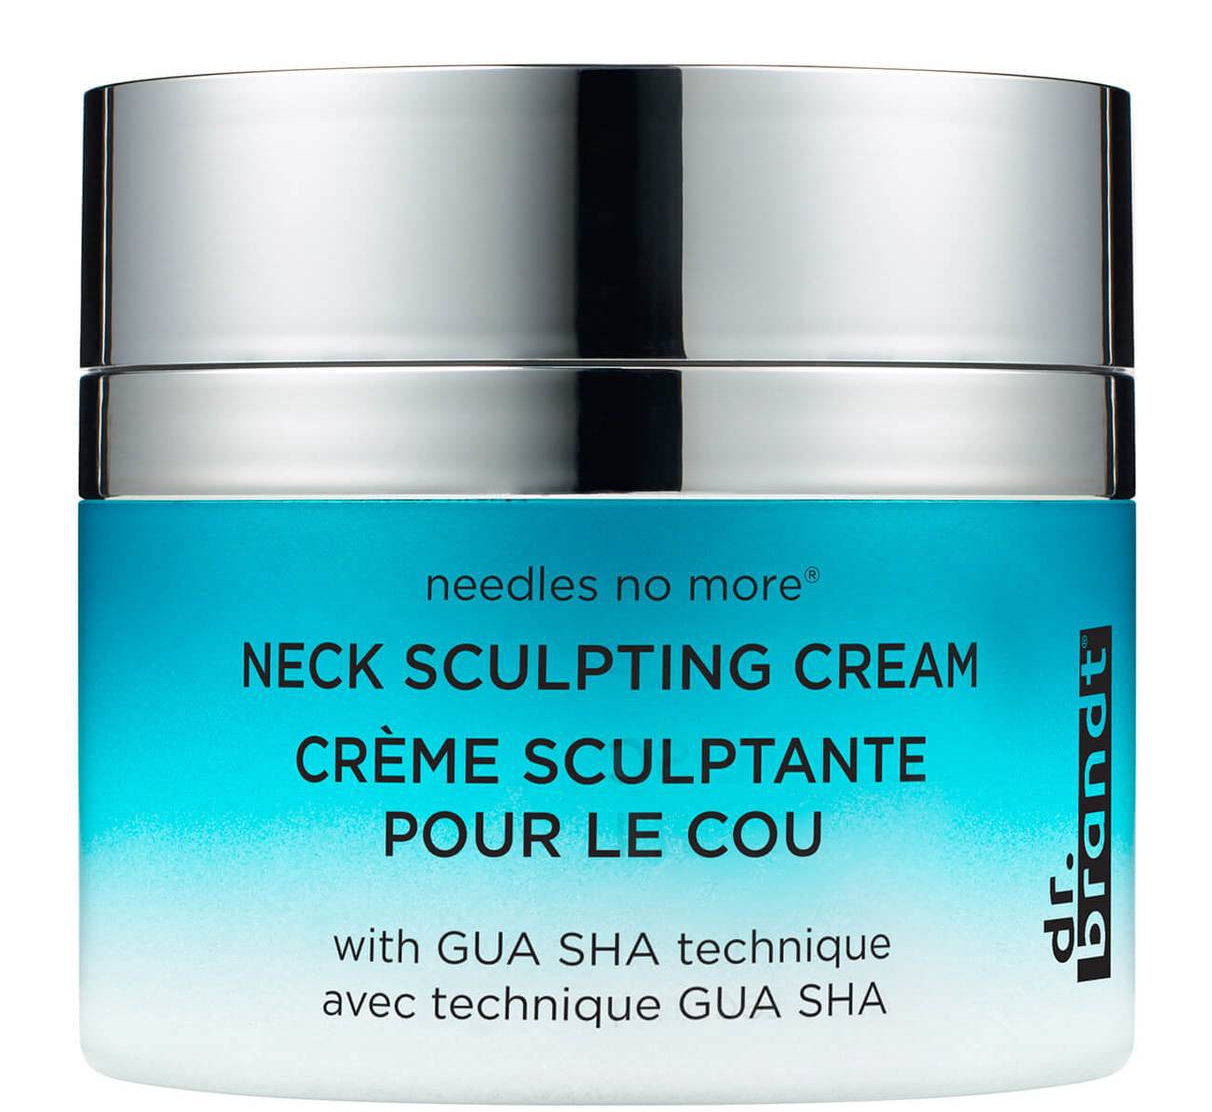 needles no more®
NECK SCULPTING CREAM
CRÈME SCULPTANTE
POUR LE COU
with GUA SHA technique
avec technique GUA SHA
dr.
brandt®